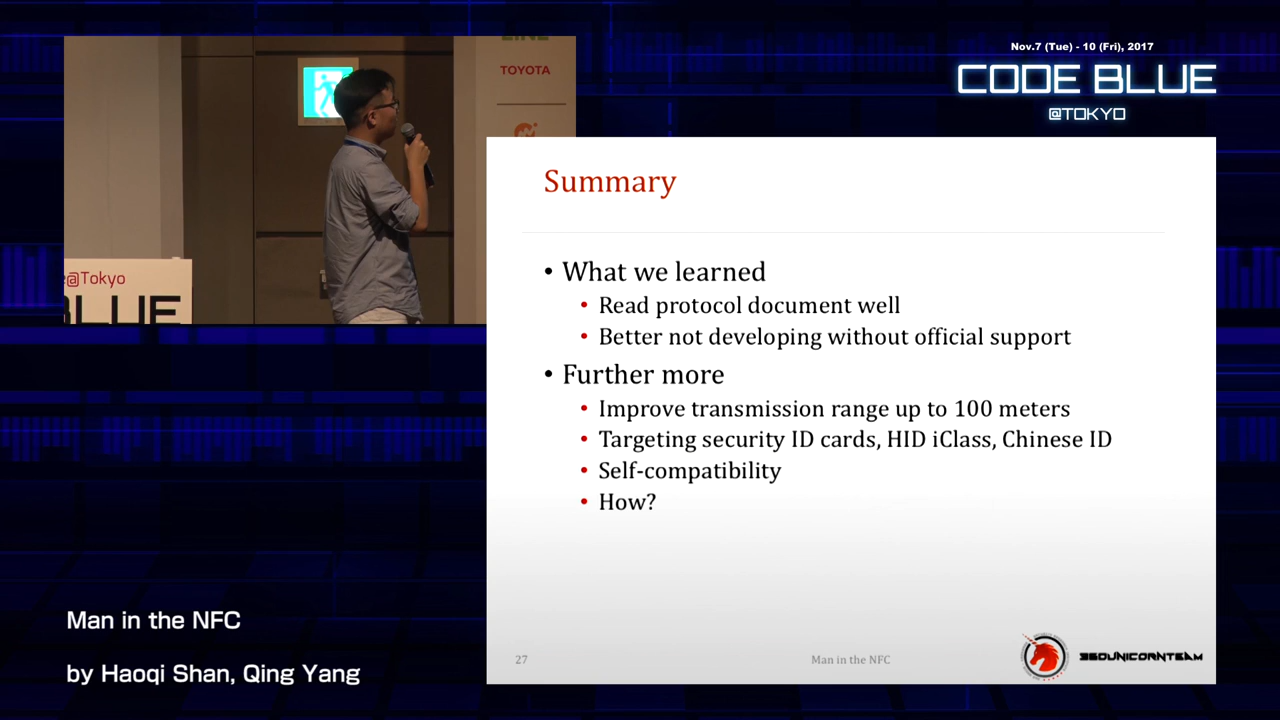 Nov.7 (Tue) - 10 (Fri), 2017
CODE BLUE
@TOKYO
LINE
TOYOTA
e@Tokyo
BLUE
Summary
• What we learned
• Read protocol document well
• Better not developing without official support
• Further more
• Improve transmission range up to 100 meters
• Targeting security ID cards, HID iClass, Chinese ID
• Self-compatibility
• How?
27
Man in the NFC
360UNICORNTEAM
Man in the NFC
by Haoqi Shan, Qing Yang